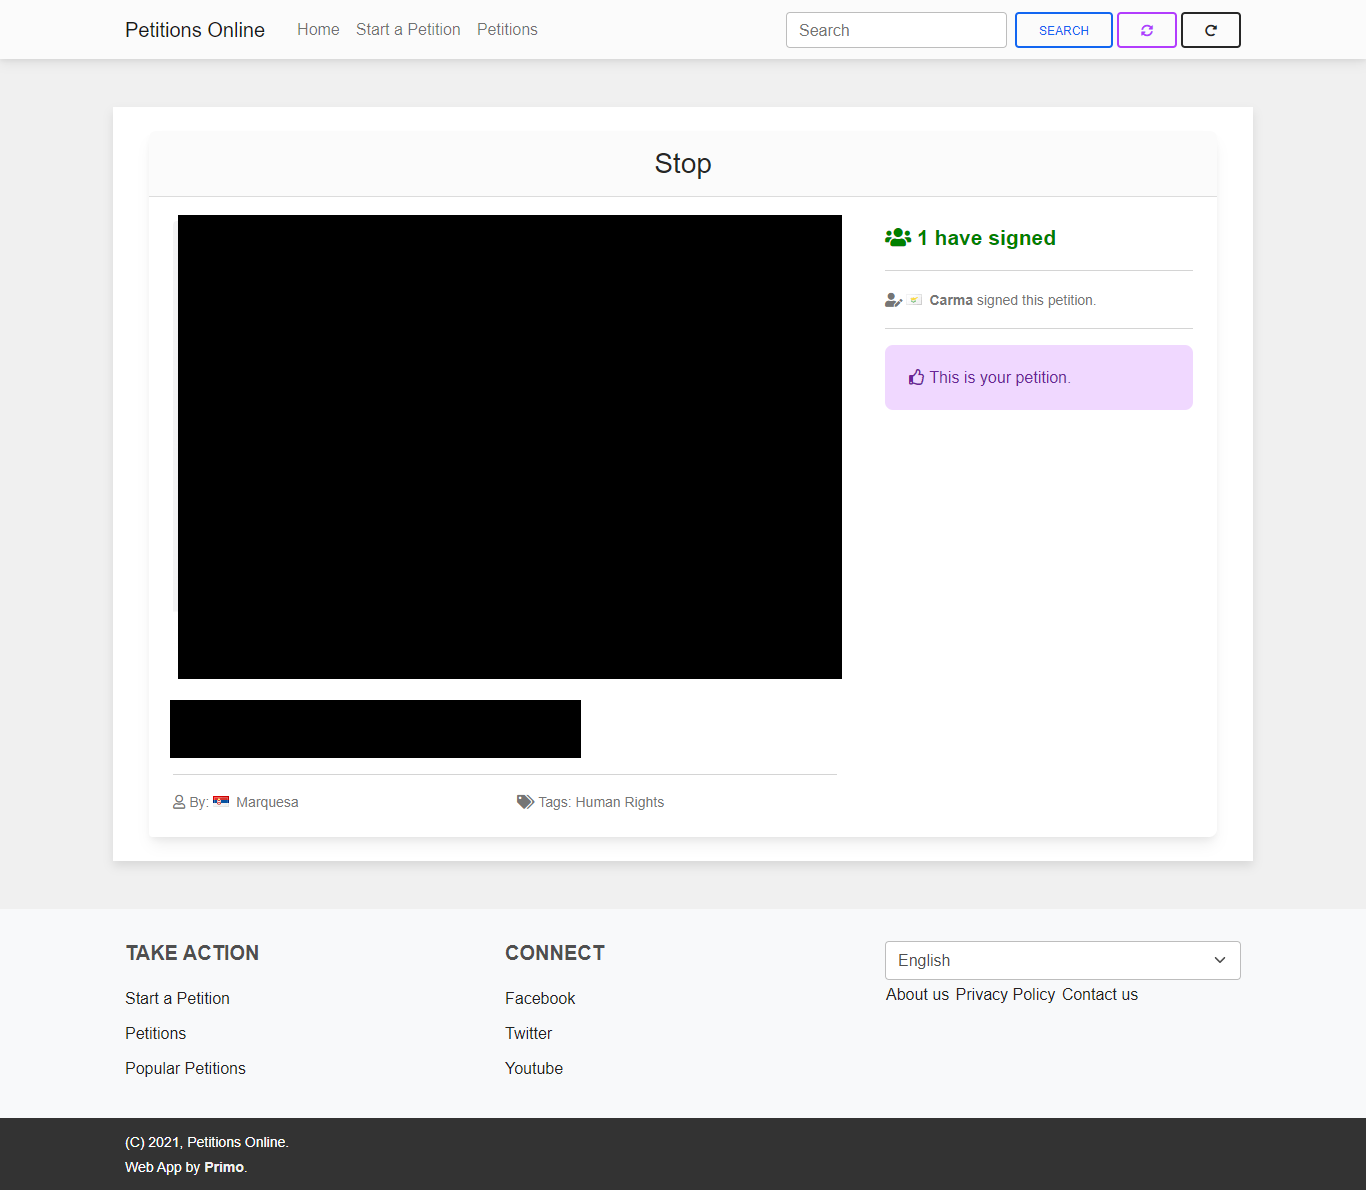 Petitions Online Home Start a Petition Petitions Search SEARCH
Stop
1 have signed
Carma signed this petition.
This is your petition.
By: Marquesa Tags: Human Rights
TAKE ACTION
Start a Petition
Petitions
Popular Petitions
CONNECT
Facebook
Twitter
Youtube
English
About us Privacy Policy Contact us
(C) 2021, Petitions Online.
Web App by Primo.